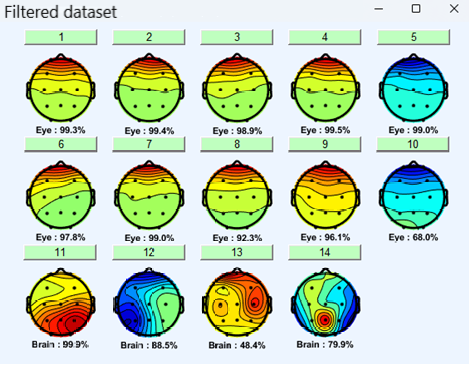 Filtered dataset
1 2 3 4 5
Eye : 99.3% Eye : 99.4% Eye : 98.9% Eye : 99.5% Eye : 99.0%
6 7 8 9 10
Eye : 97.8% Eye : 99.0% Eye : 92.3% Eye : 96.1% Eye : 68.0%
11 12 13 14
Brain : 99.9% Brain : 88.5% Brain : 48.4% Brain : 79.9%